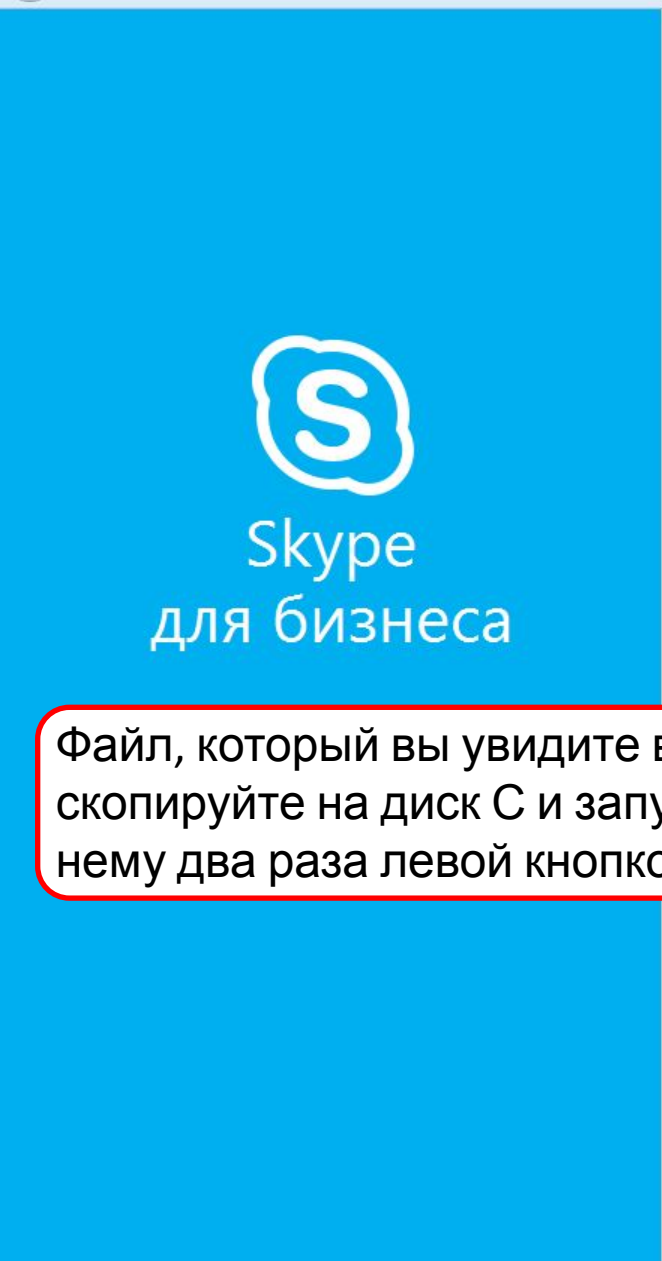 S
Skype
для бизнеса
Файл, который вы увидите
скопируйте на диск С и
нему два раза левой